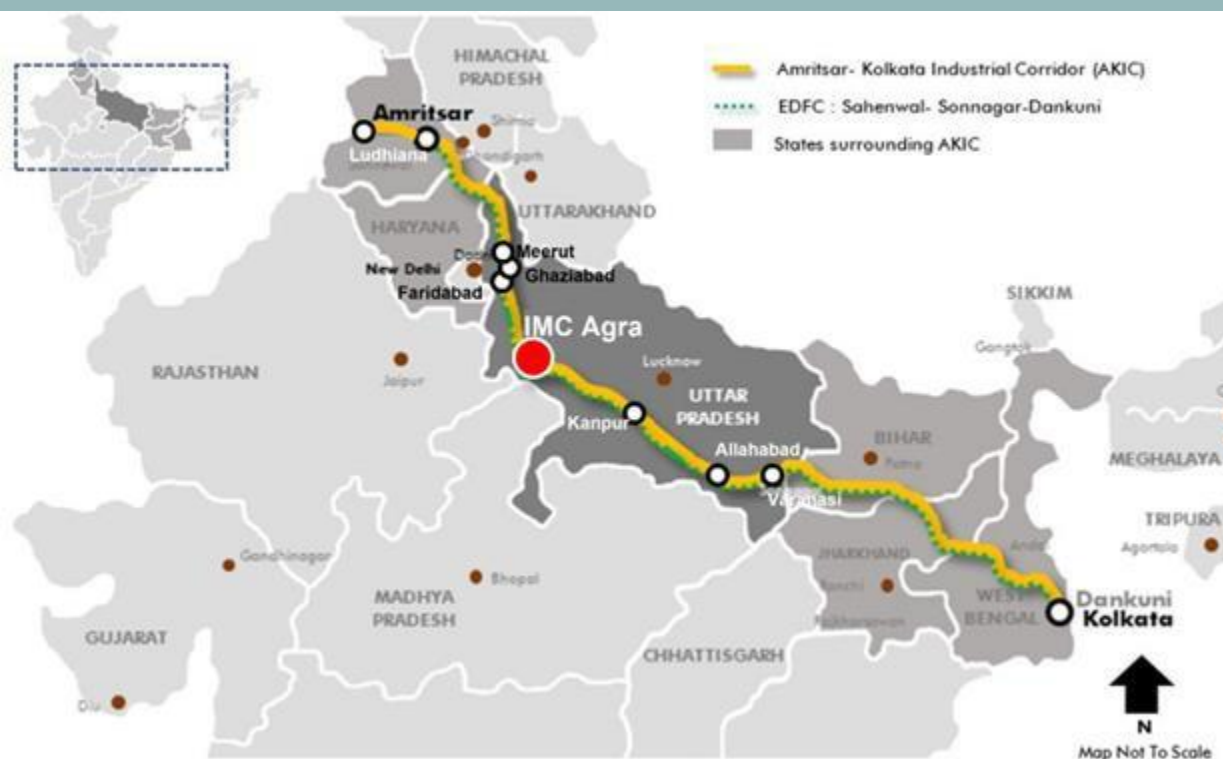 HIMACHAL
PRADESH
Amritsar- Kolkata Industrial Corridor (AKIC)
EDFC : Sahenwal- Sonnagar-Dankuni
States surrounding AKIC
Amritsar
Shimla
Ludhiana
Chandigarh
UTTARAKHAND
HARYANA
Meerut
New Delhi
Ghaziabad
Faridabad
SIKKIM
IMC Agra
Gangtok
RAJASTHAN
Jaipur
Lucknow
UTTAR
PRADESH
Kanpur
Allahabad
BIHAR
Patna
MEGHALAYA
Varanasi
TRIPURA
Agartala
Gandhinagar
Bhopal
JHARKHAND
Ranchi
MADHYA
PRADESH
WEST
BENGAL
Dankuni
Kolkata
GUJARAT
CHHATTISGARH
Diu
N
Map Not To Scale